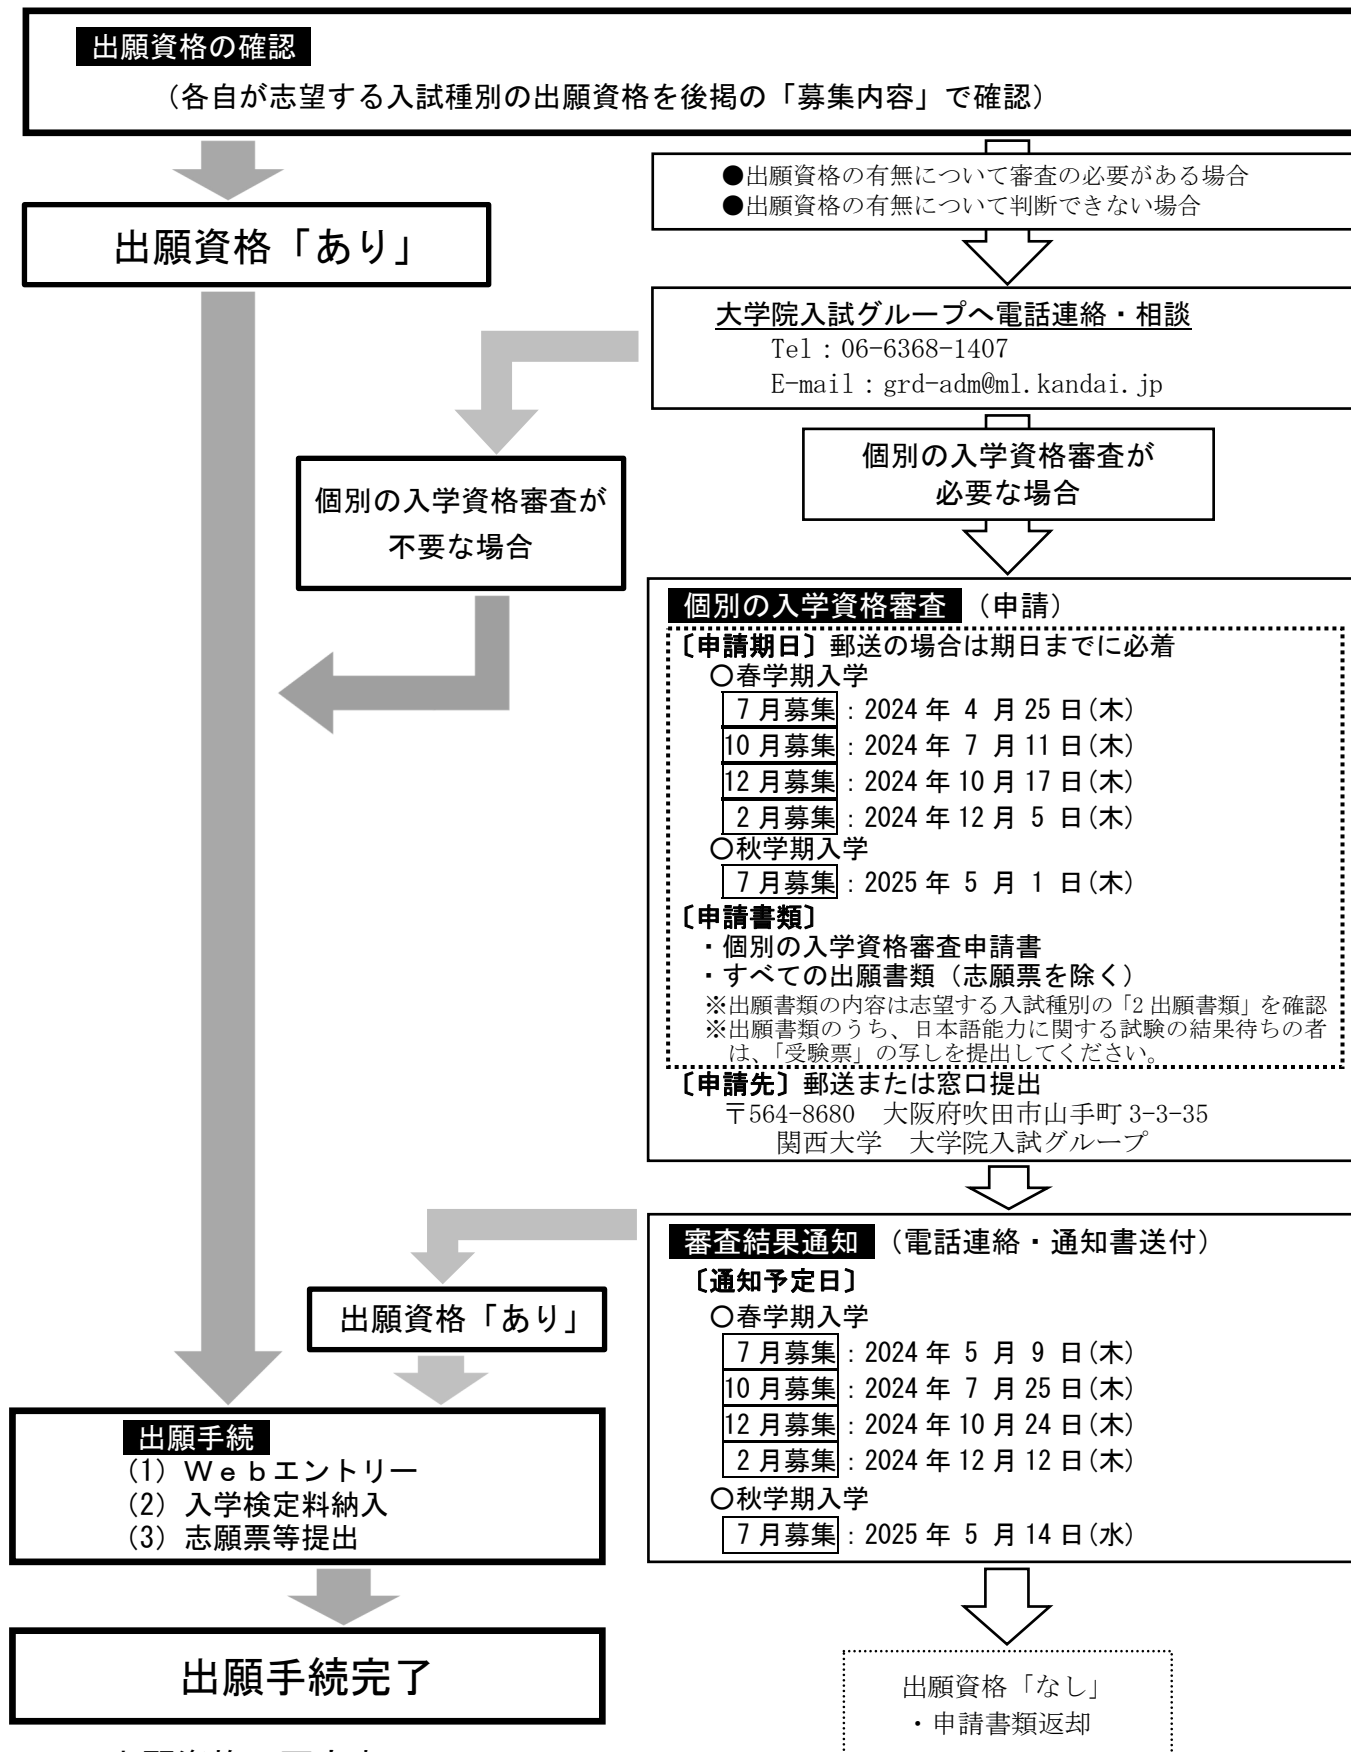 出願資格の確認
（各自が志望する入試種別の出願資格を後掲の「募集内容」で確認）
●出願資格の有無について審査の必要がある場合
●出願資格の有無について判断できない場合
出願資格「あり」
大学院入試グループへ電話連絡・相談
Tel：06-6368-1407
E-mail：grd-adm@ml.kandai.jp
個別の入学資格審査が
必要な場合
個別の入学資格審査が
不要な場合
個別の入学資格審査（申請）
〔申請期日〕郵送の場合は期日までに必着
○春学期入学
7月募集：2024年 4 月25日(木)
10月募集：2024年 7 月11日(木)
12月募集：2024年10月17日(木)
2月募集：2024年12月 5 日(木)
○秋学期入学
7月募集：2025年 5 月 1 日(木)
〔申請書類〕
・個別の入学資格審査申請書
・すべての出願書類（志願票を除く）
※出願書類の内容は志望する入試種別の「2出願書類」を確認
※出願書類のうち、日本語能力に関する試験の結果待ちの者
は、「受験票」の写しを提出してください。
〔申請先〕郵送または窓口提出
〒564-8680　大阪府吹田市山手町3-3-35
関西大学　大学院入試グループ
審査結果通知（電話連絡・通知書送付）
〔通知予定日〕
○春学期入学
7月募集：2024年 5 月 9 日(木)
10月募集：2024年 7 月25日(木)
12月募集：2024年10月24日(木)
2月募集：2024年12月12日(木)
○秋学期入学
7月募集：2025年 5 月14日(水)
出願資格「あり」
出願手続
(1) Ｗｅｂエントリー
(2) 入学検定料納入
(3) 志願票等提出
出願手続完了
出願資格「なし」
・申請書類返却